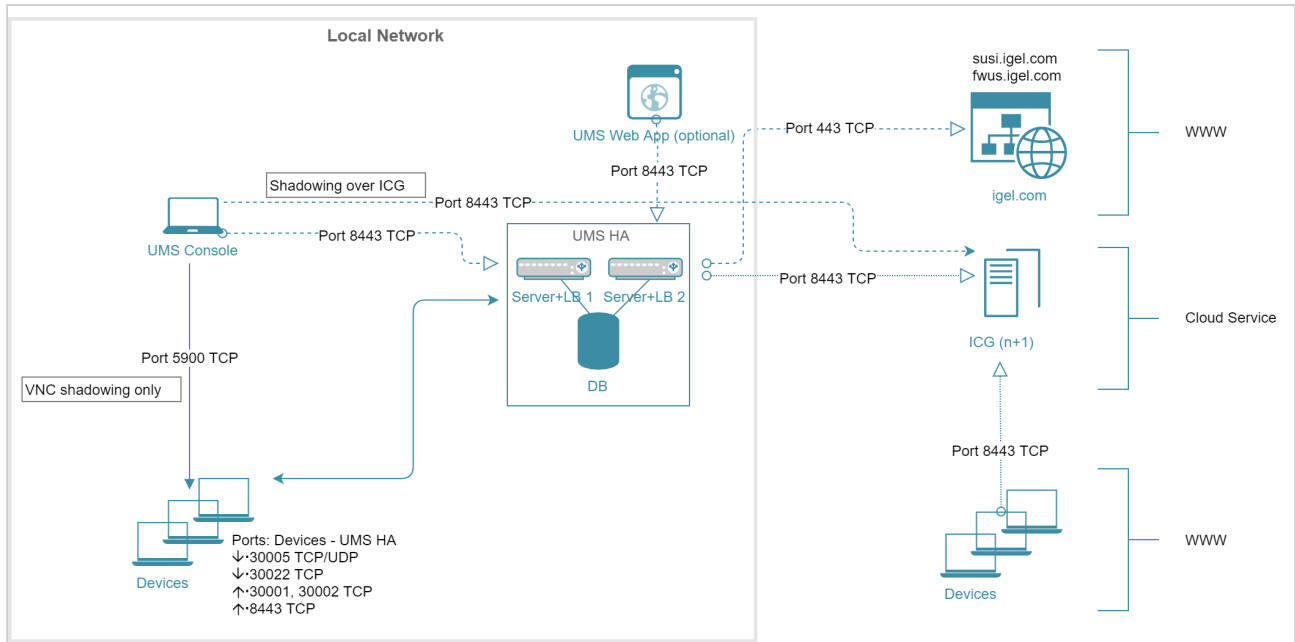 Local Network
susi.igel.com
fwus.igel.com
UMS Web App (optional)
Port 443 TCP
WWW
Port 8443 TCP
Shadowing over ICG
igel.com
Port 8443 TCP
UMS Console
Port 8443 TCP
UMS HA
Port 8443 TCP
Server+LB 1
Server+LB 2
Cloud Service
ICG (n+1)
Port 5900 TCP
DB
VNC shadowing only
Port 8443 TCP
Ports: Devices - UMS HA
↓·30005 TCP/UDP
↓·30022 TCP
↑·30001, 30002 TCP
↑·8443 TCP
Devices
WWW
Devices